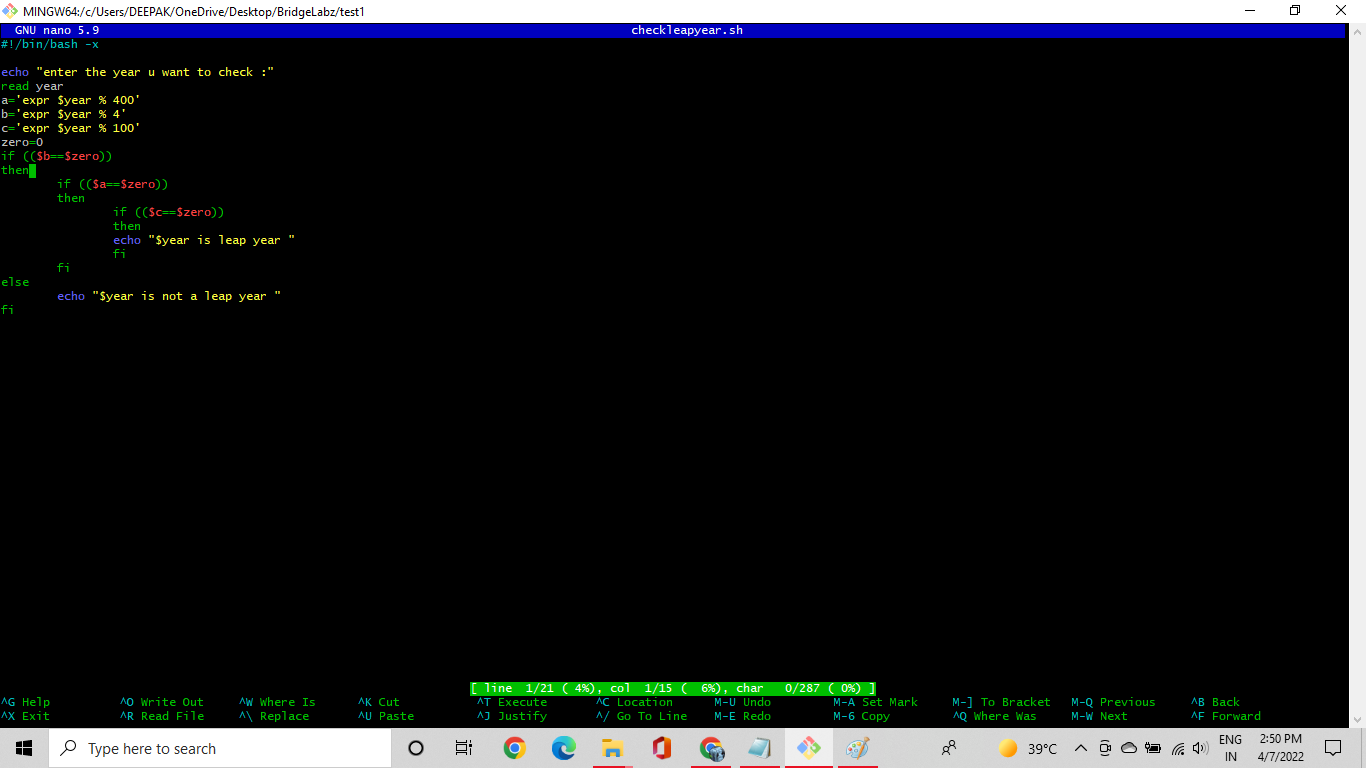 MINGW64:/c/Users/DEEPAK/OneDrive/Desktop/BridgeLabz/test1
GNU nano 5.9 checkleapyear.sh
#!/bin/bash -x
echo "enter the year u want to check :"
read year
a='expr $year % 400'
b='expr $year % 4'
c='expr $year % 100'
zero=0
if (($b==$zero))
then
if (($a==$zero))
then
if (($c==$zero))
then
echo "$year is leap year "
fi
fi
else
echo "$year is not a leap year "
fi
[ line 1/21 ( 4%), col 1/15 ( 6%), char 0/287 ( 0%) ]
^G Help ^O Write Out ^W Where Is ^K Cut ^T Execute ^C Location M-U Undo M-A Set Mark M-] To Bracket M-Q Previous ^B Back
^X Exit ^R Read File ^\ Replace ^U Paste ^J Justify ^/ Go To Line M-E Redo M-6 Copy ^Q Where Was M-W Next ^F Forward
Type here to search 39°C ENG IN 2:50 PM 4/7/2022